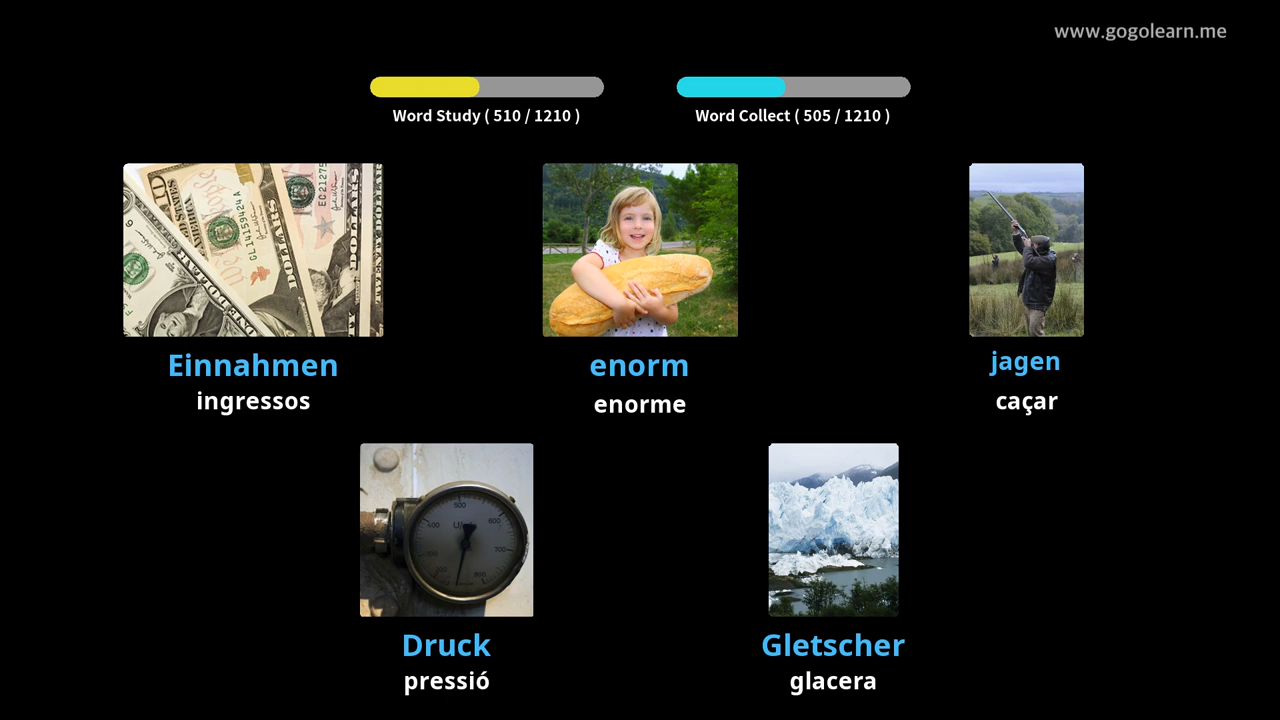 www.gogolearn.me
Word Study ( 510 / 1210 )
Word Collect ( 505 / 1210 )
Einnahmen
ingressos
enorm
enorme
jagen
caçar
Druck
pressió
Gletscher
glacera